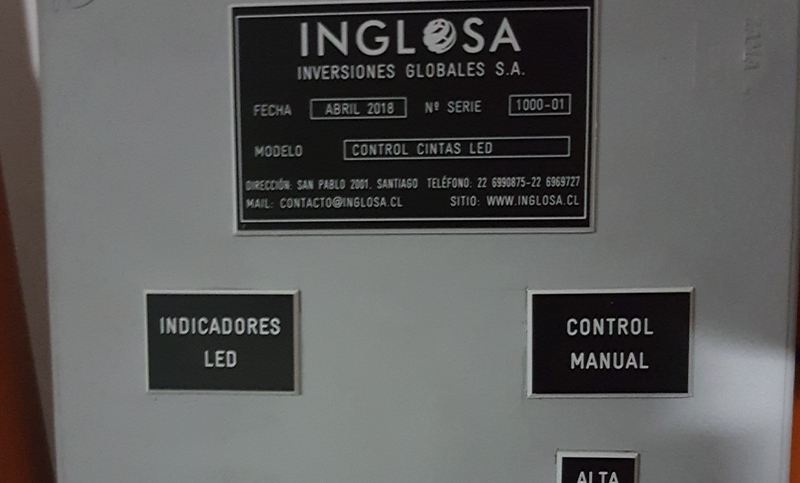 INGLOSA
INVERSIONES GLOBALES S.A.
FECHA ABRIL 2018 Nº SERIE 1000-01
MODELO CONTROL CINTAS LED
DIRECCIÓN: SAN PABLO 2001, SANTIAGO TELÉFONO: 22 6990875-22 6969727
MAIL: CONTACTO@INGLOSA.CL SITIO: WWW.INGLOSA.CL
INDICADORES
LED
CONTROL
MANUAL
ALTA